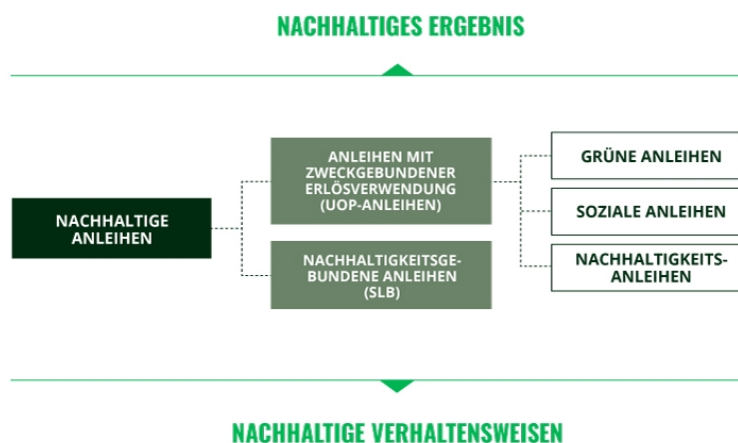 NACHHALTIGES ERGEBNIS
NACHHALTIGE
ANLEIHEN
ANLEIHEN MIT
ZWECKGEBUNDENER
ERLÖSVERWENDUNG
(UOP-ANLEIHEN)
NACHHALTIGKEITSGE-
BUNDENE ANLEIHEN
(SLB)
GRÜNE ANLEIHEN
SOZIALE ANLEIHEN
NACHHALTIGKEITS-
ANLEIHEN
NACHHALTIGE VERHALTENSWEISEN